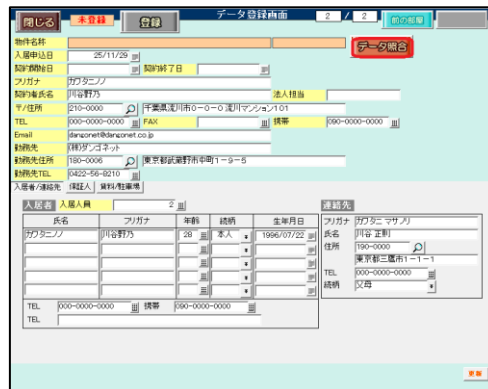 閉じる 未登録 登録 データ登録画面 2 / 2 前の部屋
物件名称 データ照合
入居申込日 25/11/29
契約開始日 契約終了日
フリガナ ガワタニノノ
契約者氏名 川谷野乃 法人担当
〒/住所 210-0000 千葉県流川市0-0-0流川マンション101
TEL 000-0000-0000 FAX 携帯 090-0000-0000
Email dangonet@dangonet.co.jp
勤務先 (株)ダンゴネット
勤務先住所 180-0006 東京都武蔵野市中町1-9-5
勤務先TEL 0422-56-8210
入居者/連絡先 保証人 賃料/駐車場
入居者 入居人員 2 連絡先
氏名 フリガナ 年齢 続柄 生年月日 フリガナ ガワタニ マサノリ
ガワタニノノ 川谷野乃 28 本人 1996/07/22 氏名 川谷 正則
住所 190-0000
東京都三鷹市1-1-1
TEL 000-0000-0000
続柄 父母
TEL 000-0000-0000 携帯 090-0000-0000
TEL
更新